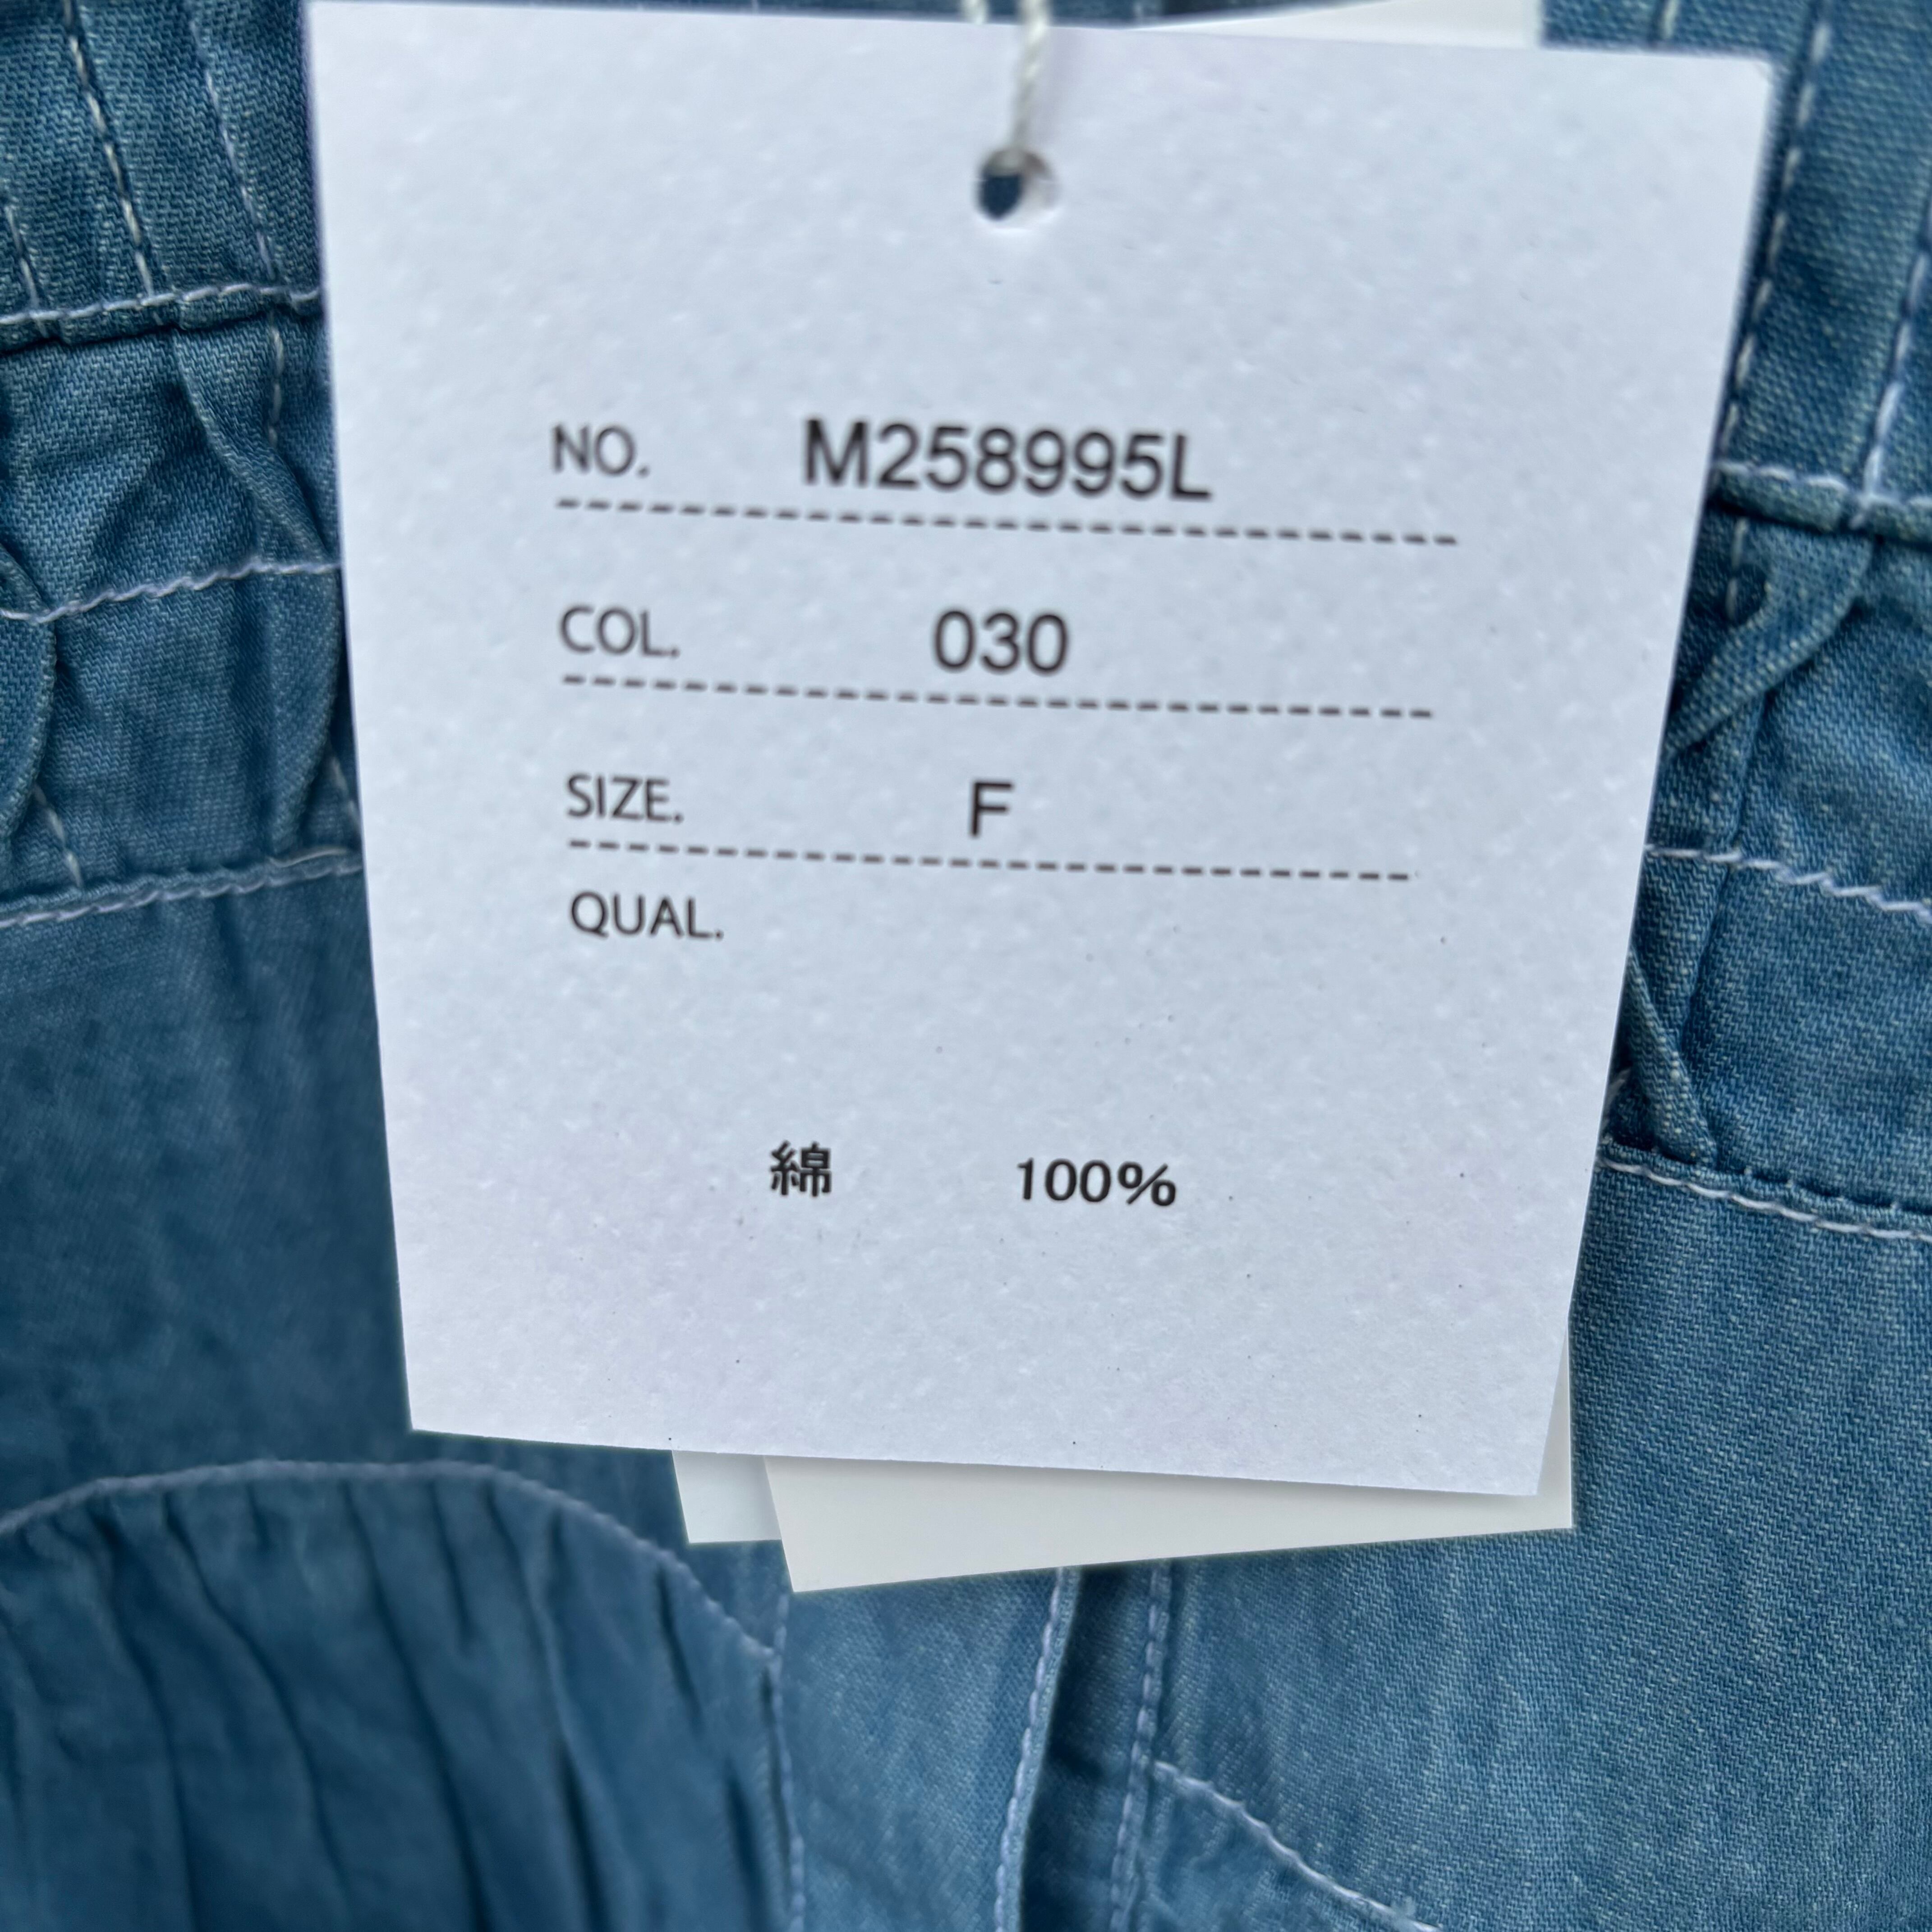 NO. M258995L
COL. 030
SIZE. F
QUAL.
綿 100%